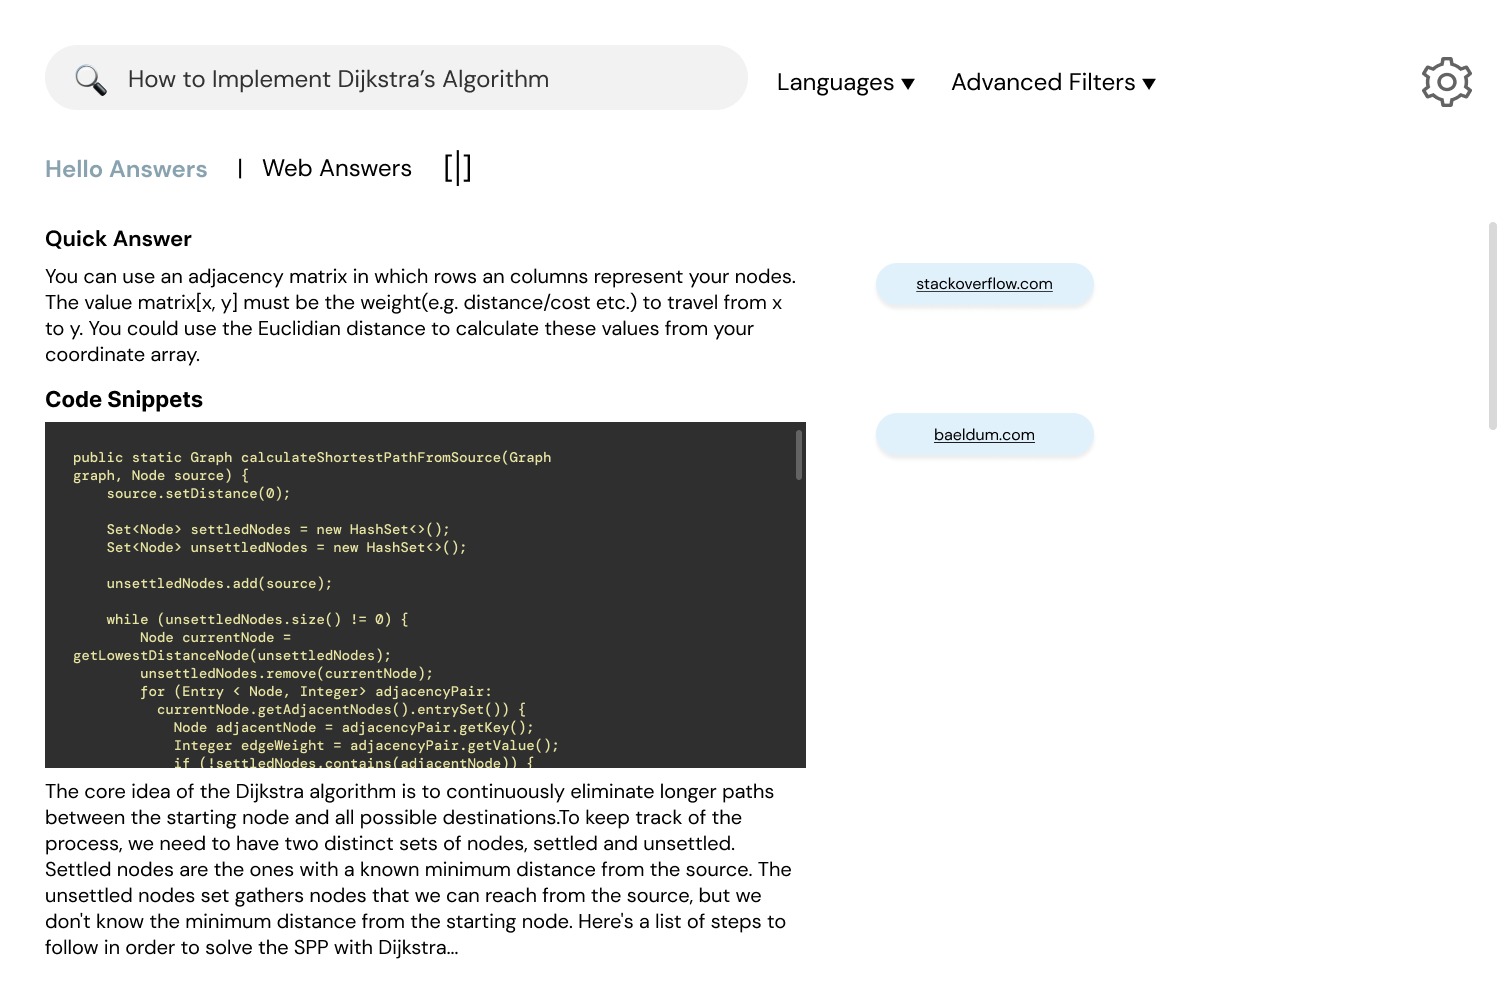 How to Implement Dijkstra’s Algorithm
Languages ▼
Advanced Filters ▼
Hello Answers | Web Answers [|]
Quick Answer
You can use an adjacency matrix in which rows an columns represent your nodes.
The value matrix[x, y] must be the weight(e.g. distance/cost etc.) to travel from x
to y. You could use the Euclidian distance to calculate these values from your
coordinate array.
stackoverflow.com
Code Snippets
public static Graph calculateShortestPathFromSource(Graph
graph, Node source) {
    source.setDistance(0);
    Set<Node> settledNodes = new HashSet<>();
    Set<Node> unsettledNodes = new HashSet<>();
    unsettledNodes.add(source);
    while (unsettledNodes.size() != 0) {
        Node currentNode =
getLowestDistanceNode(unsettledNodes);
        unsettledNodes.remove(currentNode);
        for (Entry < Node, Integer> adjacencyPair:
          currentNode.getAdjacentNodes().entrySet()) {
            Node adjacentNode = adjacencyPair.getKey();
            Integer edgeWeight = adjacencyPair.getValue();
            if (!settledNodes.contains(adjacentNode)) {
baeldum.com
The core idea of the Dijkstra algorithm is to continuously eliminate longer paths
between the starting node and all possible destinations.To keep track of the
process, we need to have two distinct sets of nodes, settled and unsettled.
Settled nodes are the ones with a known minimum distance from the source. The
unsettled nodes set gathers nodes that we can reach from the source, but we
don't know the minimum distance from the starting node. Here's a list of steps to
follow in order to solve the SPP with Dijkstra...